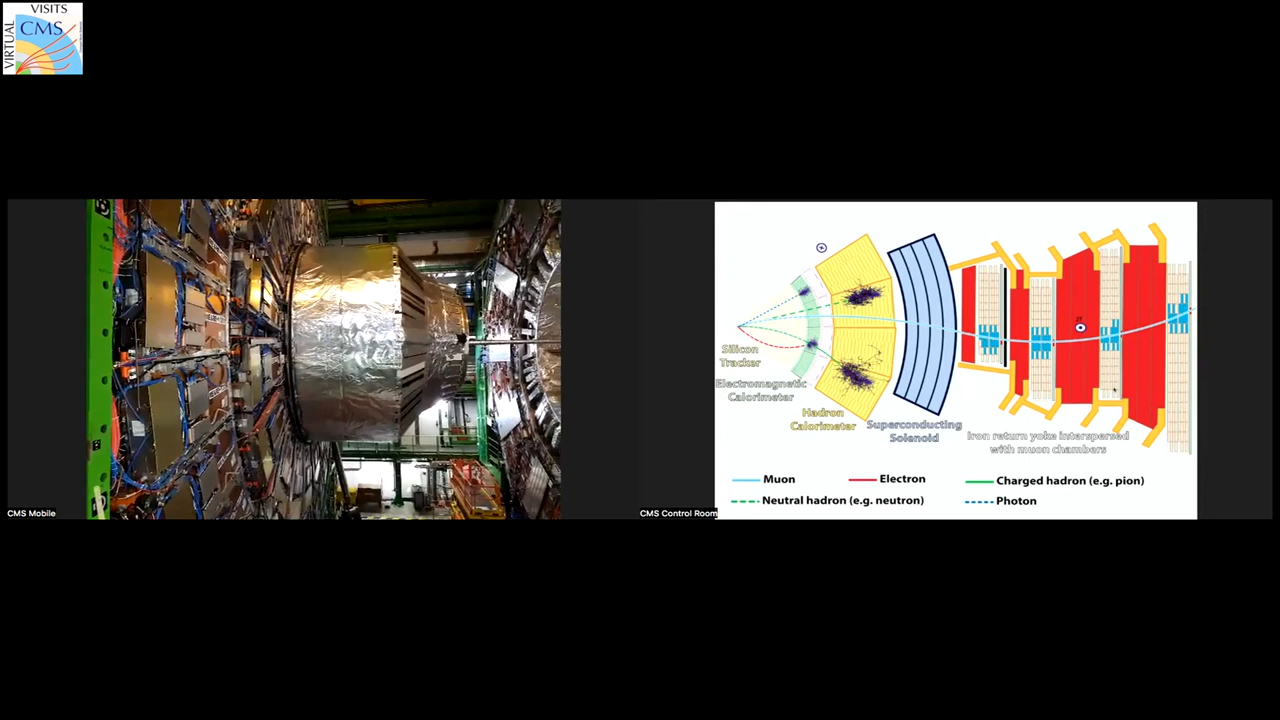 VISITS
CMS
VIRTUAL
CMS Mobile
CMS Control Room
Silicon
Tracker
Electromagnetic
Calorimeter
Hadron
Calorimeter
Superconducting
Solenoid
Iron return yoke interspersed
with muon chambers
2T
Muon
Electron
Charged hadron (e.g. pion)
Neutral hadron (e.g. neutron)
Photon